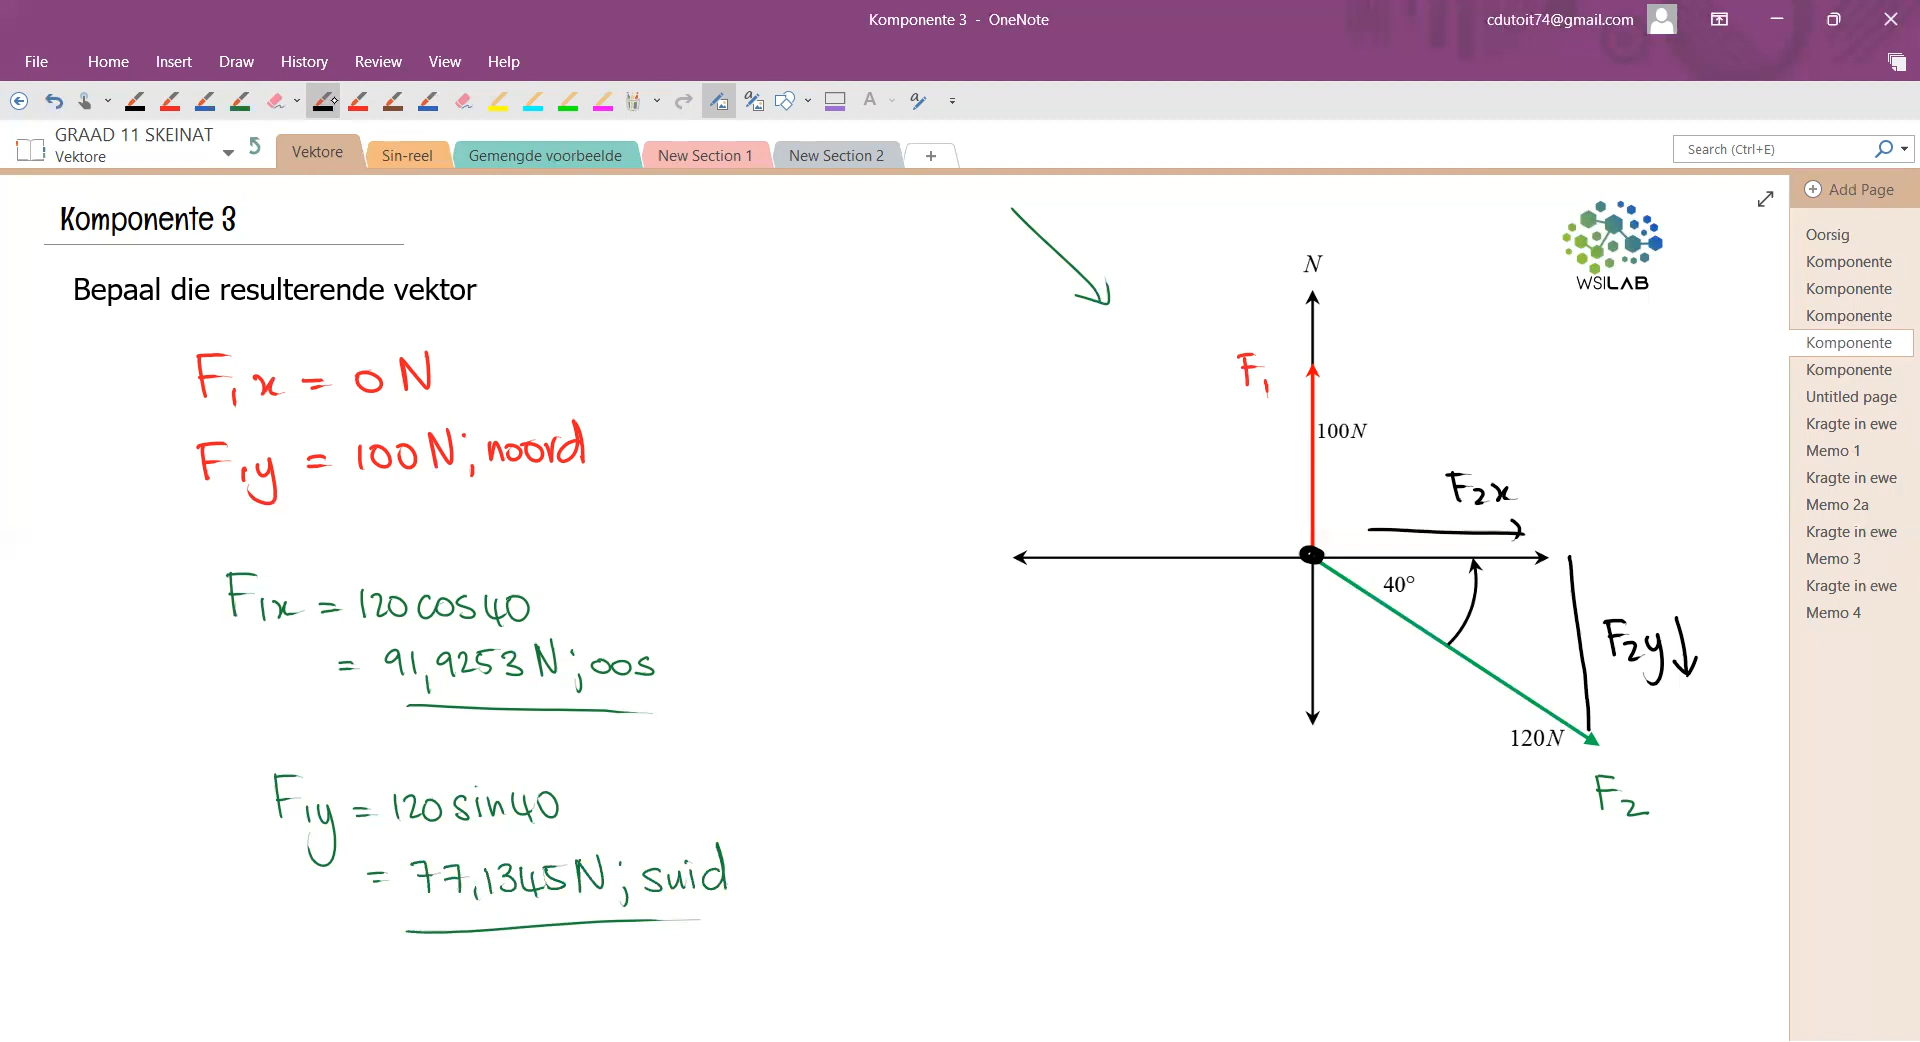 Komponente 3 - OneNote
cdutoit74@gmail.com
File Home Insert Draw History Review View Help
GRAAD 11 SKEINAT
Vektore
Vektore
Sin-reel
Gemengde voorbeelde
New Section 1
New Section 2
+
Search (Ctrl+E)
Add Page
Komponente 3
Bepaal die resulterende vektor
F₁x = 0 N
F₁y = 100 N; noord
F₁x = 120 cos 40
= 91,9253 N; oos
F₁y = 120 sin 40
= 77,1345 N; suid
WSILAB
N
F₁
100N
F₂x
40°
F₂y
120N
F₂
Oorsig
Komponente
Komponente
Komponente
Komponente
Komponente
Untitled page
Kragte in ewe
Memo 1
Kragte in ewe
Memo 2a
Kragte in ewe
Memo 3
Kragte in ewe
Memo 4